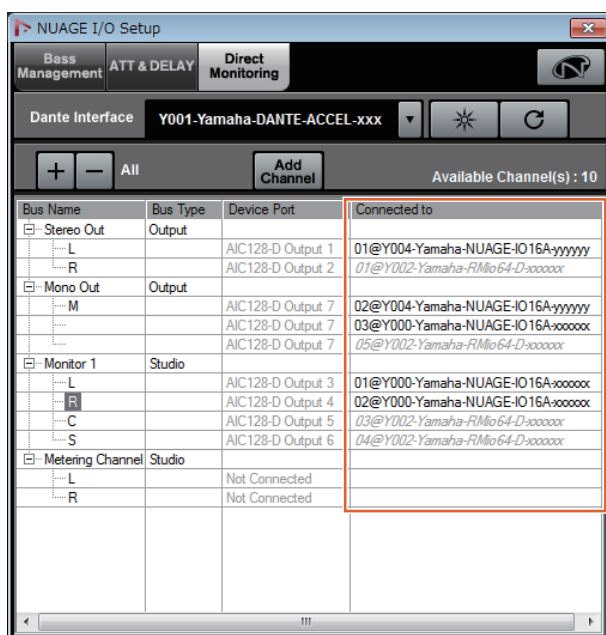 NUAGE I/O Setup
Bass Management ATT & DELAY Direct Monitoring
Dante Interface Y001-Yamaha-DANTE-ACCEL-xxx
+ - All Add Channel Available Channel(s) : 10
Bus Name Bus Type Device Port Connected to
Stereo Out Output
L AIC128-D Output 1 01@Y004-Yamaha-NUAGE-IO16A-yyyyyy
R AIC128-D Output 2 01@Y002-Yamaha-RMio64-D-xxxxxx
Mono Out Output
M AIC128-D Output 7 02@Y004-Yamaha-NUAGE-IO16A-yyyyyy
AIC128-D Output 7 03@Y000-Yamaha-NUAGE-IO16A-xxxxxx
AIC128-D Output 7 05@Y002-Yamaha-RMio64-D-xxxxxx
Monitor 1 Studio
L AIC128-D Output 3 01@Y000-Yamaha-NUAGE-IO16A-xxxxxx
R AIC128-D Output 4 02@Y000-Yamaha-NUAGE-IO16A-xxxxxx
C AIC128-D Output 5 03@Y002-Yamaha-RMio64-D-xxxxxx
S AIC128-D Output 6 04@Y002-Yamaha-RMio64-D-xxxxxx
Metering Channel Studio
L Not Connected
R Not Connected